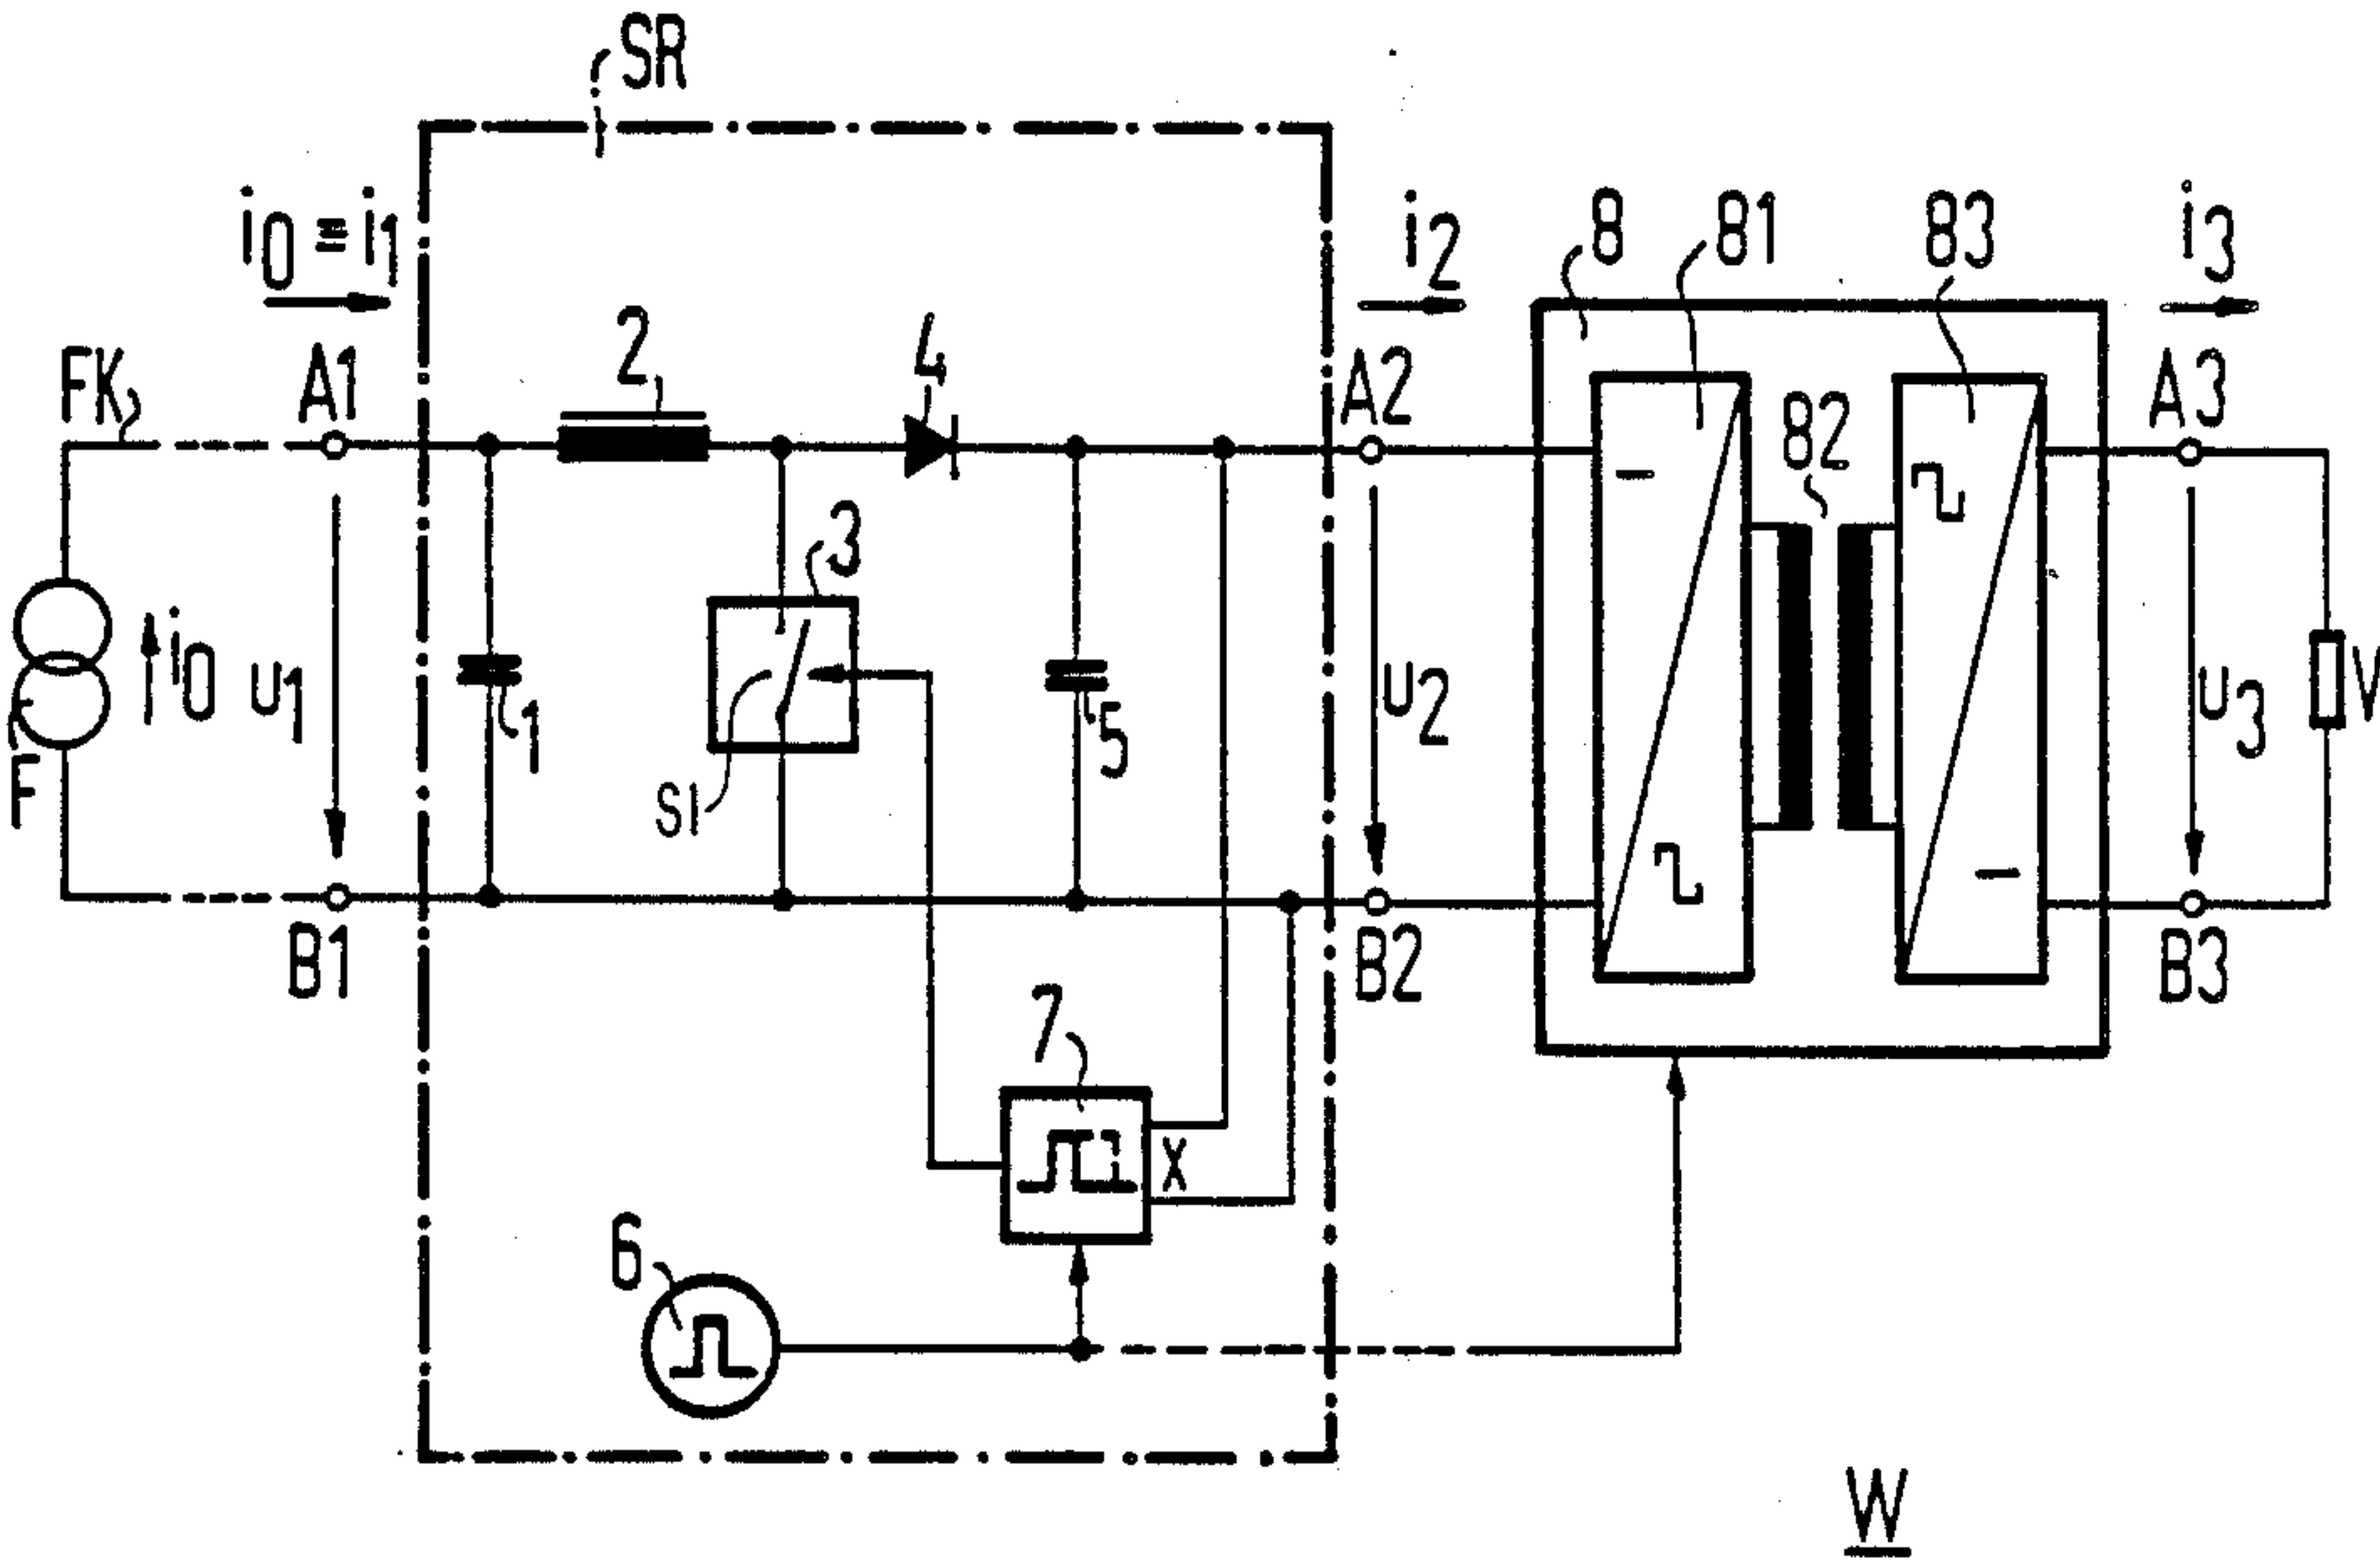 SR
i0 = i1
i2
8
81
83
i3
FK
A1
2
4
A2
82
A3
3
i0
u1
1
S1
5
u2
u3
V
F
B1
B2
B3
7
X
6
W